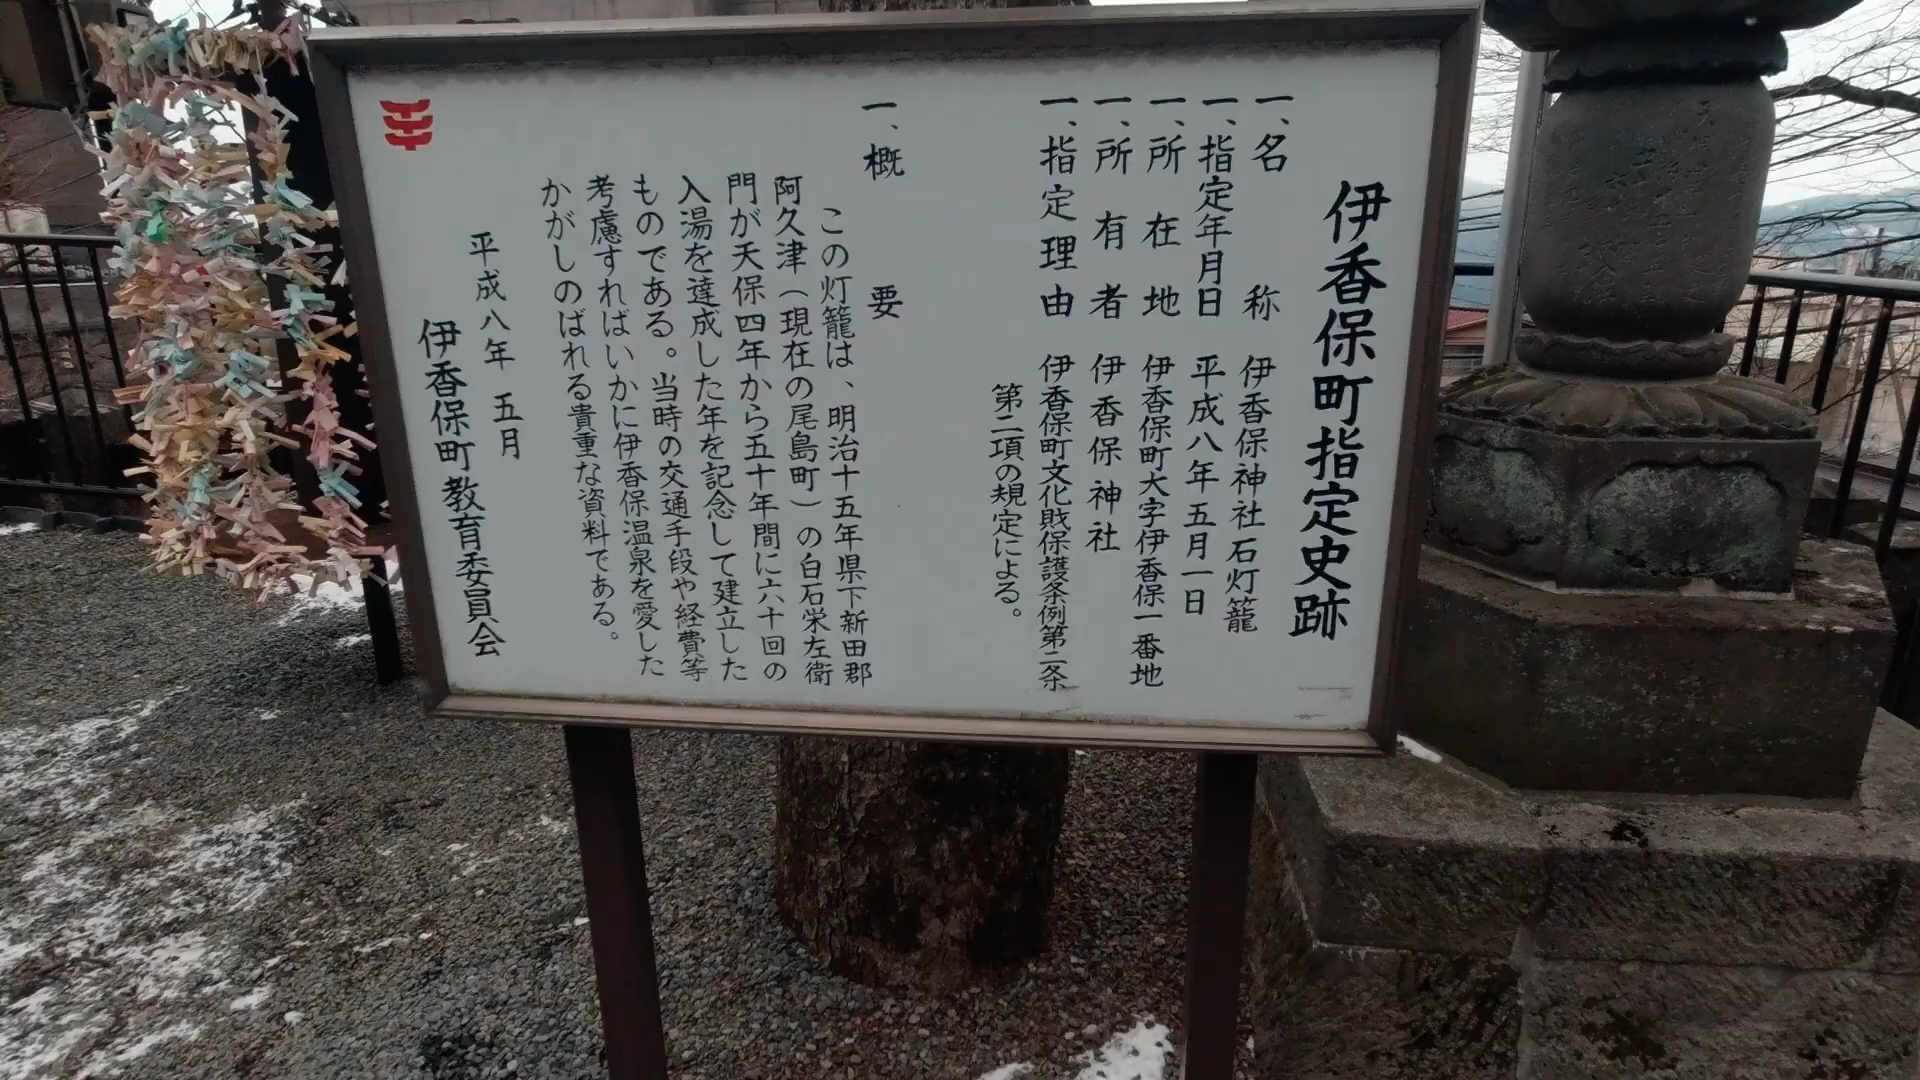 伊香保町指定史跡
一、名称 伊香保神社石灯籠
一、指定年月日 平成八年五月一日
一、所在地 伊香保町大字伊香保一番地
一、所有者 伊香保神社
一、指定理由 伊香保町文化財保護条例第二条
第二項の規定による。
一、概要
この灯籠は、明治十五年県下新田郡
阿久津（現在の尾島町）の白石栄左衛
門が天保四年から五十年間に六十回の
入湯を達成した年を記念して建立した
ものである。当時の交通手段や経費等
考慮すればいかに伊香保温泉を愛した
かがしのばれる貴重な資料である。
平成八年 五月
伊香保町教育委員会